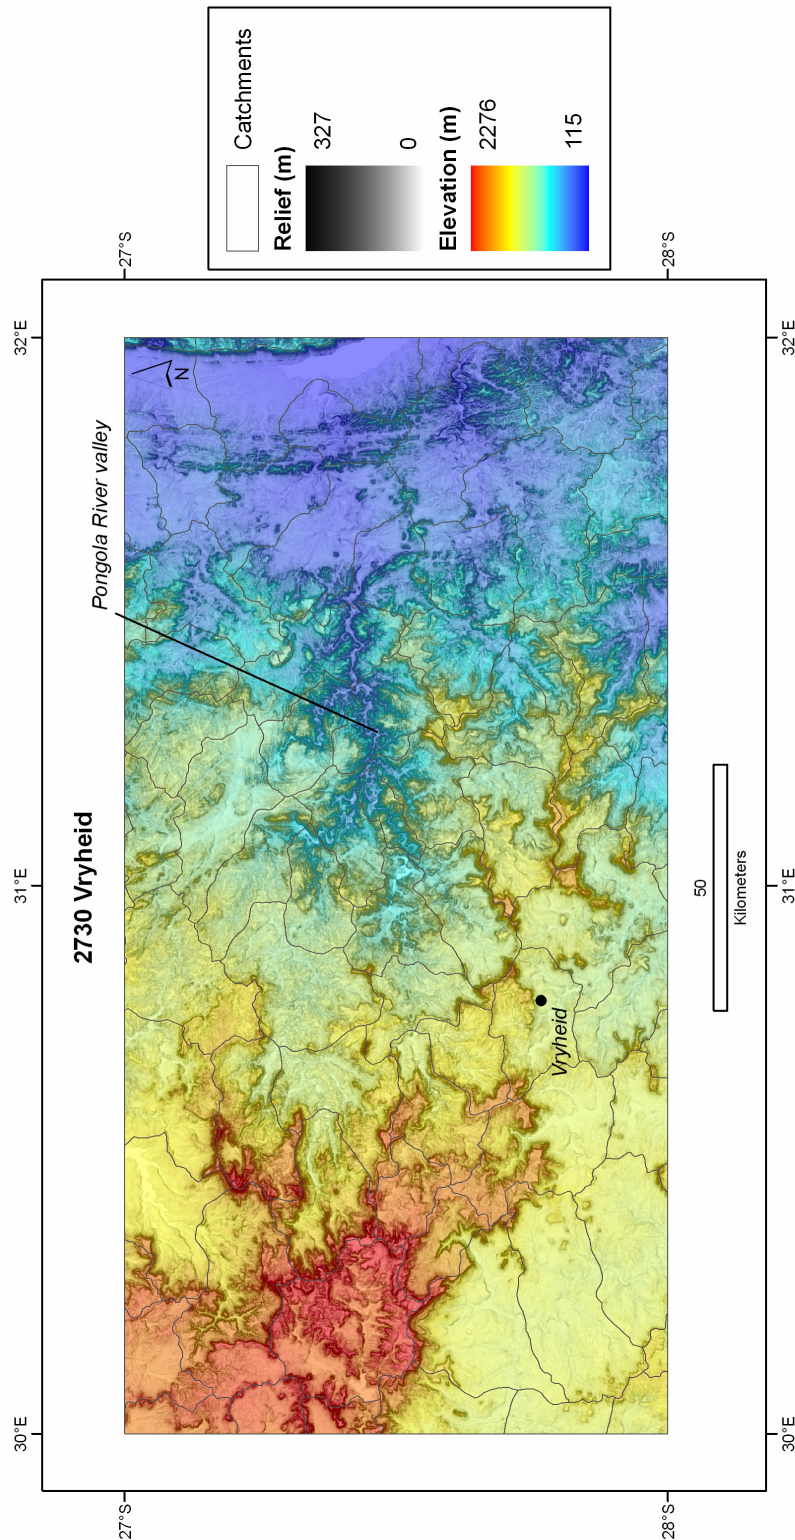 2730 Vryheid
30°E
31°E
32°E
27°S
27°S
28°S
28°S
Pongola River valley
Vryheid
N
50
Kilometers
Catchments
Relief (m)
327
0
Elevation (m)
2276
115
30°E
31°E
32°E